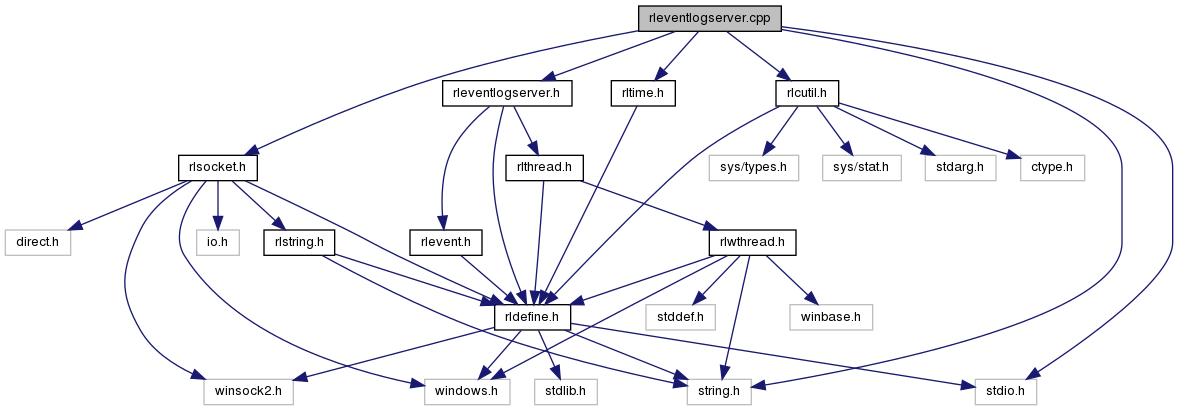 rleventlogserver.cpp
rleventlogserver.h
rltime.h
rlcutil.h
rlsocket.h
rlthread.h
sys/types.h
sys/stat.h
stdarg.h
ctype.h
direct.h
io.h
rlstring.h
rlevent.h
rlwthread.h
rldefine.h
stddef.h
winbase.h
winsock2.h
windows.h
stdlib.h
string.h
stdio.h